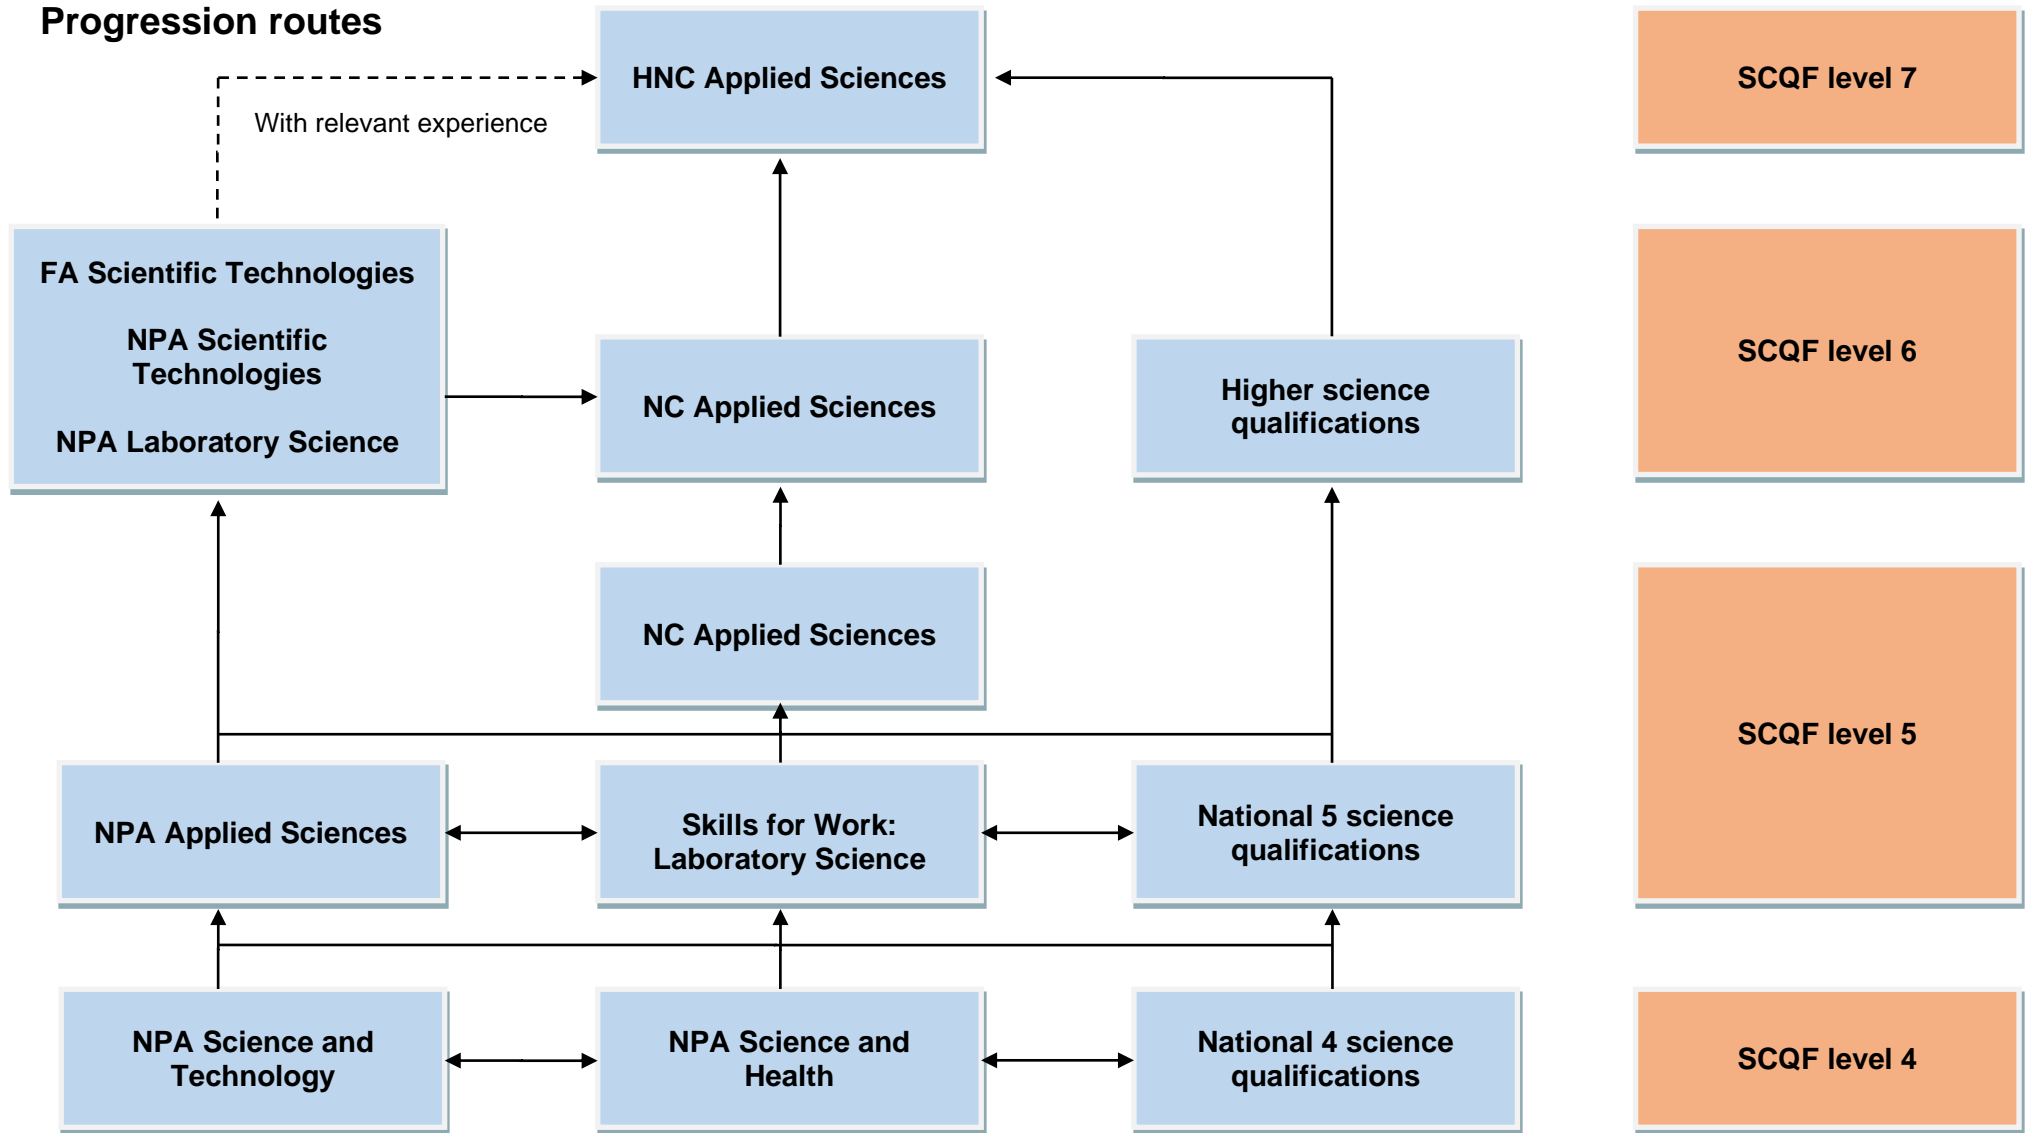 Progression routes
HNC Applied Sciences
SCQF level 7
With relevant experience
FA Scientific Technologies
NPA Scientific
Technologies
NPA Laboratory Science
NC Applied Sciences
Higher science
qualifications
SCQF level 6
NC Applied Sciences
SCQF level 5
NPA Applied Sciences
Skills for Work:
Laboratory Science
National 5 science
qualifications
NPA Science and
Technology
NPA Science and
Health
National 4 science
qualifications
SCQF level 4